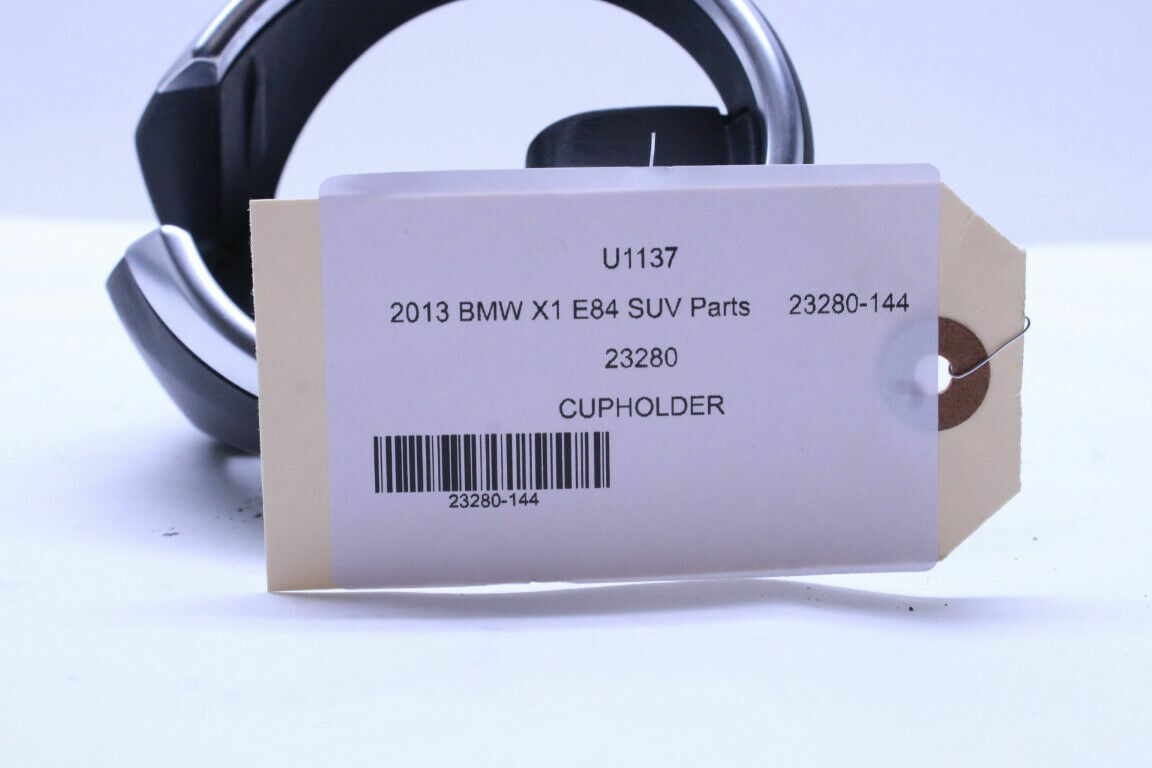 U1137
2013 BMW X1 E84 SUV Parts 23280-144
23280
CUPHOLDER
23280-144